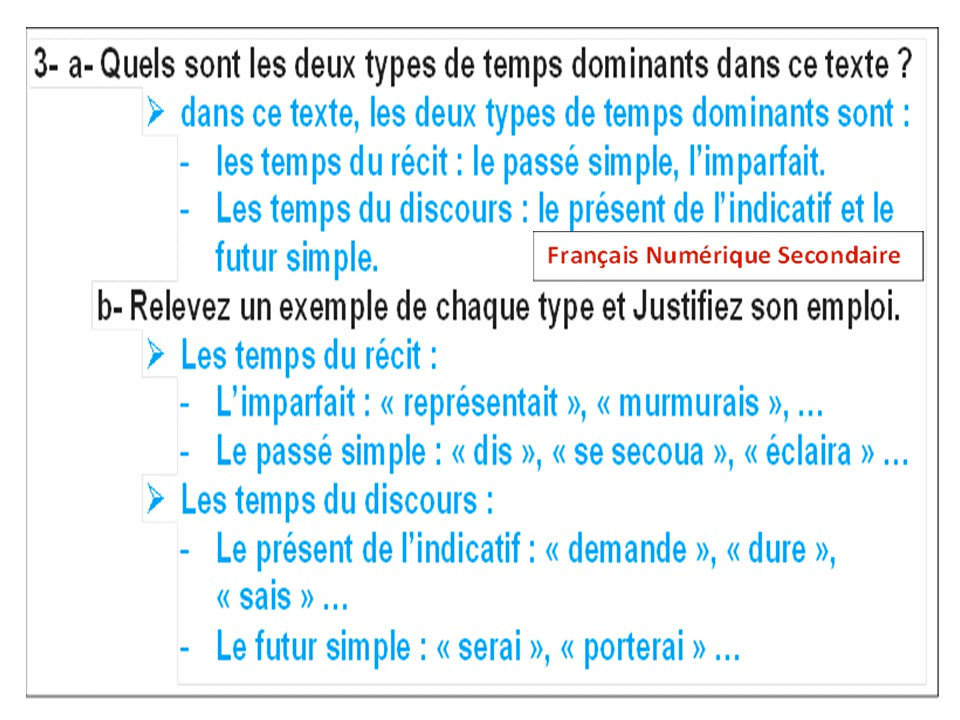 3- a- Quels sont les deux types de temps dominants dans ce texte ?
➢ dans ce texte, les deux types de temps dominants sont :
- les temps du récit : le passé simple, l’imparfait.
- Les temps du discours : le présent de l’indicatif et le
futur simple.
Français Numérique Secondaire
b- Relevez un exemple de chaque type et Justifiez son emploi.
➢ Les temps du récit :
- L’imparfait : « représentait », « murmurais », …
- Le passé simple : « dis », « se secoua », « éclaira » …
➢ Les temps du discours :
- Le présent de l’indicatif : « demande », « dure »,
« sais » …
- Le futur simple : « serai », « porterai » …